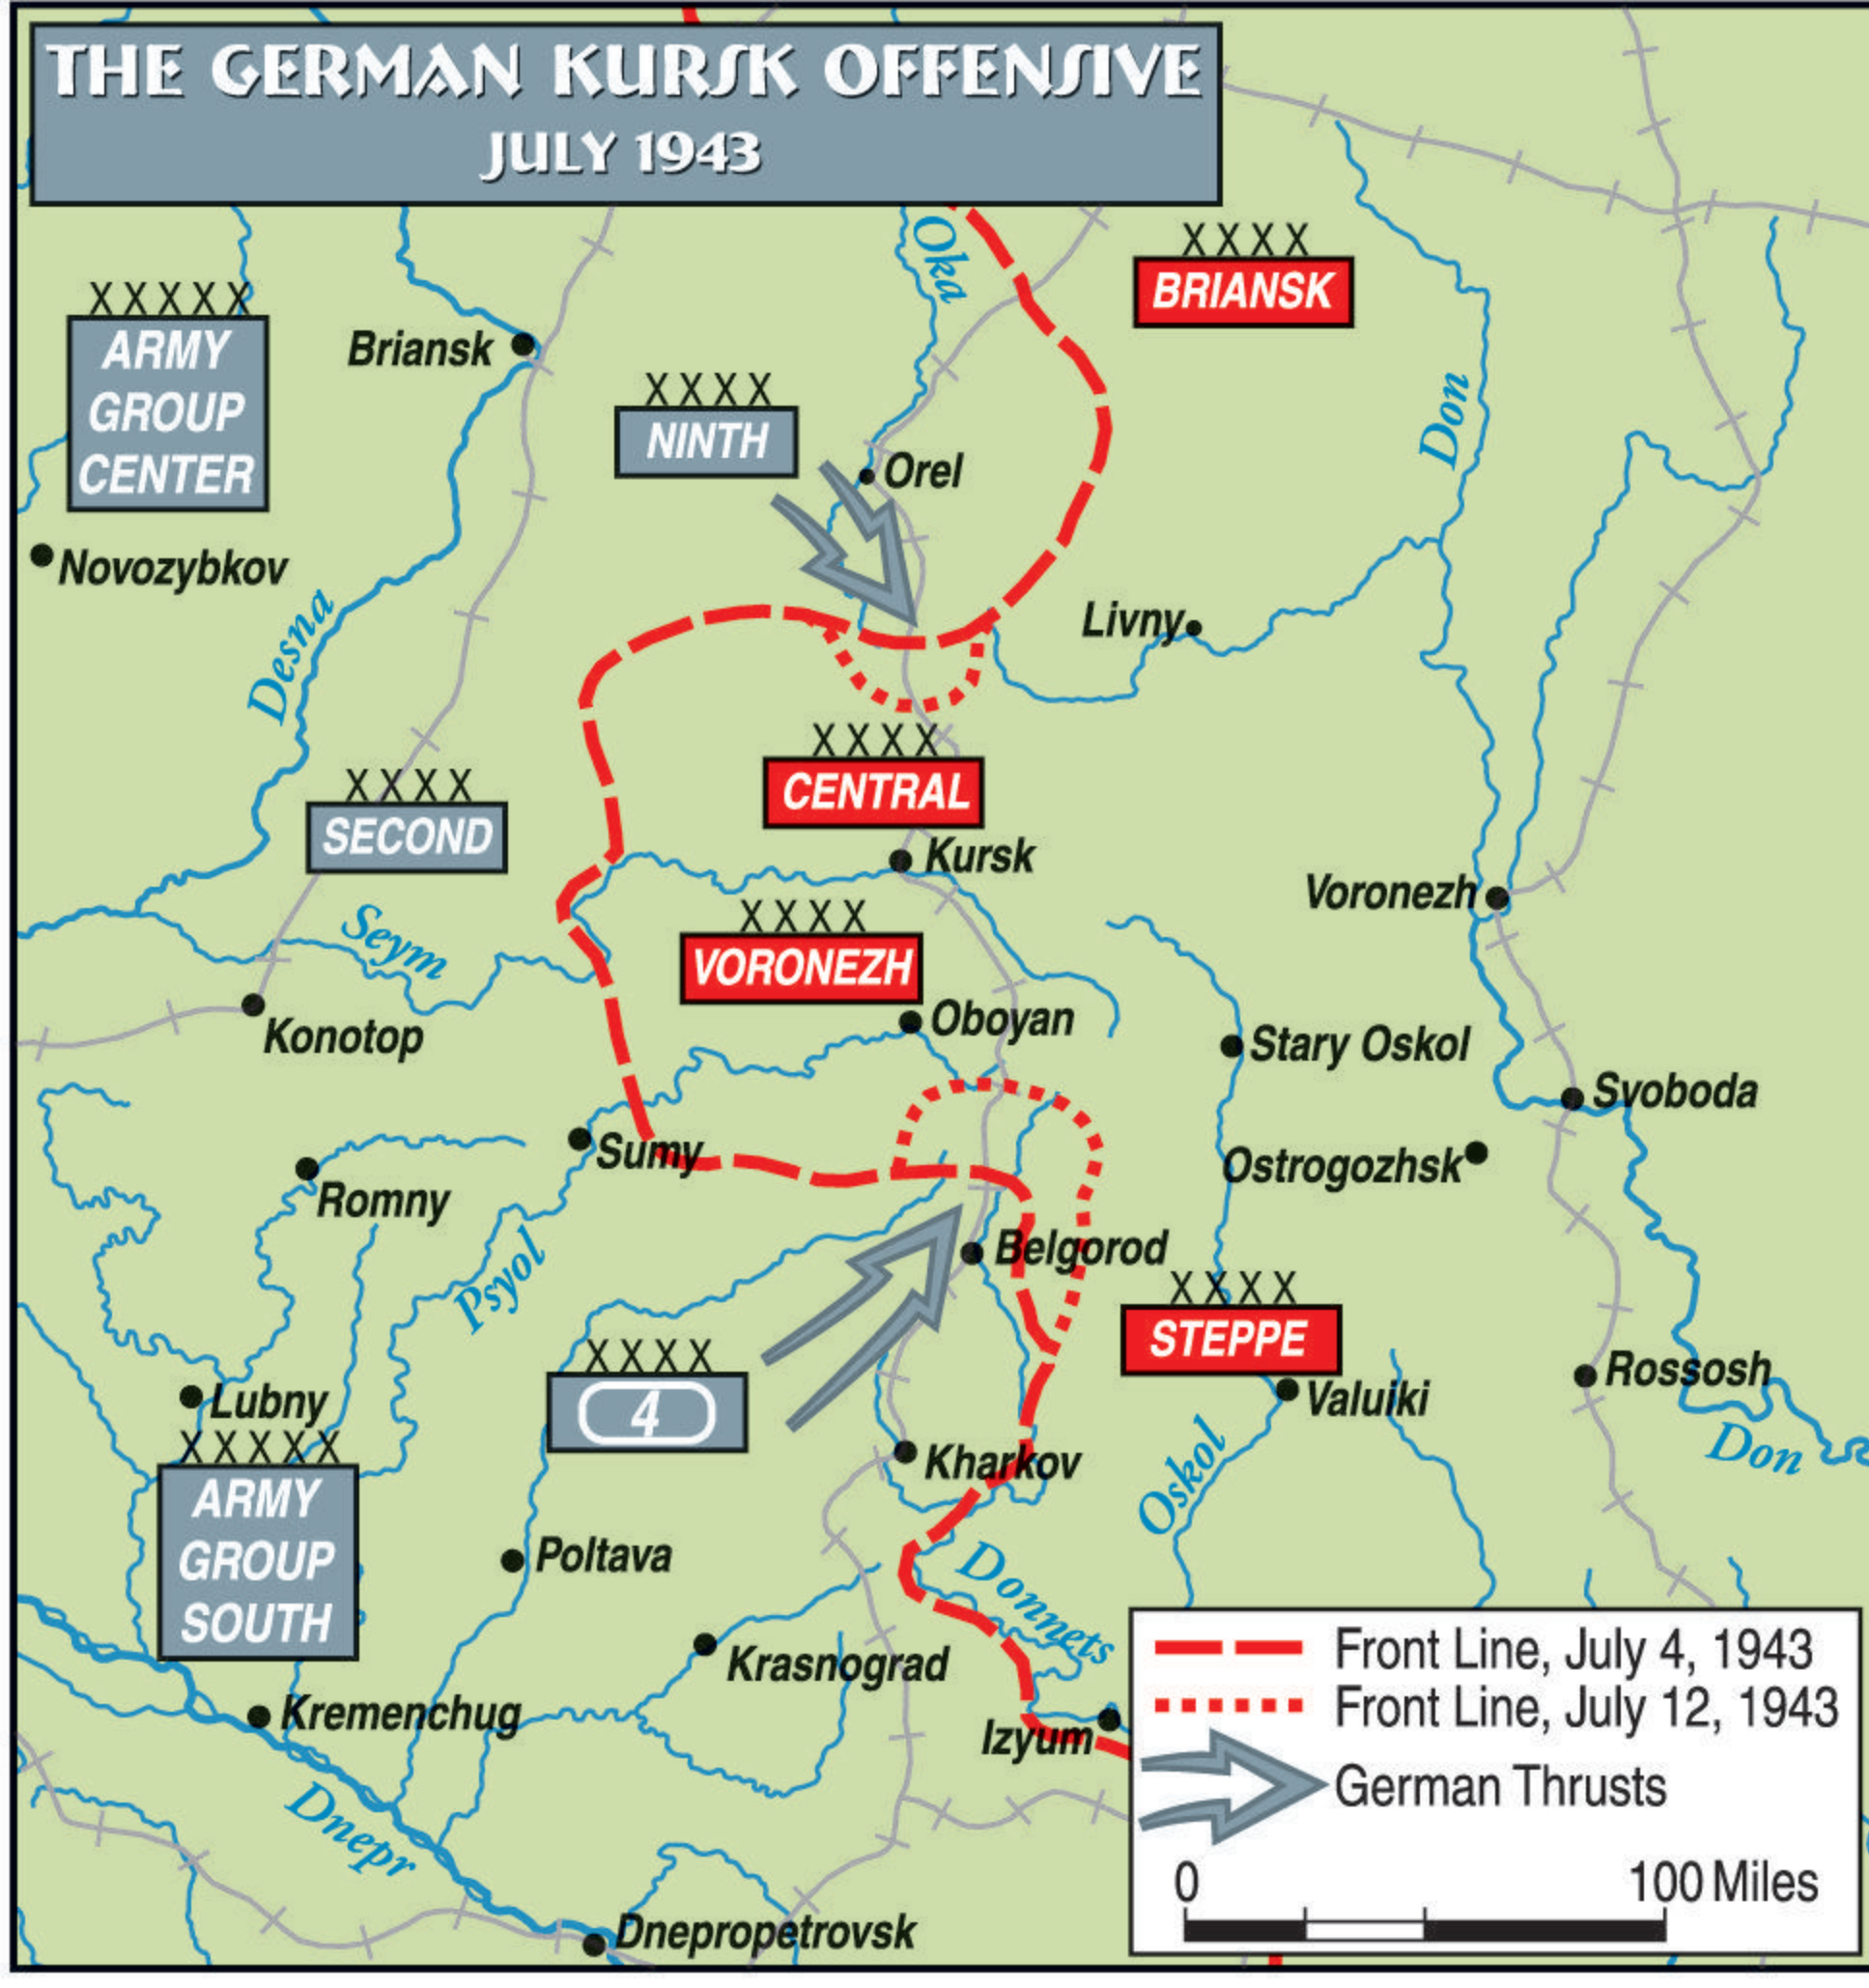 THE GERMAN KURSK OFFENSIVE
JULY 1943
Oka
XXXX
BRIANSK
XXXXX
ARMY
GROUP
CENTER
Briansk
XXXX
NINTH
Don
Orel
Novozybkov
Desna
Livny
XXXX
CENTRAL
XXXX
SECOND
Kursk
Voronezh
Seym
XXXX
VORONEZH
Konotop
Oboyan
Stary Oskol
Svoboda
Sumy
Ostrogozhsk
Romny
Psyol
Belgorod
XXXX
STEPPE
XXXX
4
Rossosh
Valuiki
Lubny
Don
XXXXX
ARMY
GROUP
SOUTH
Kharkov
Oskol
Poltava
Donnets
Krasnograd
Kremenchug
Izyum
Dnepr
Dnepropetrovsk
Front Line, July 4, 1943
Front Line, July 12, 1943
German Thrusts
0 100 Miles